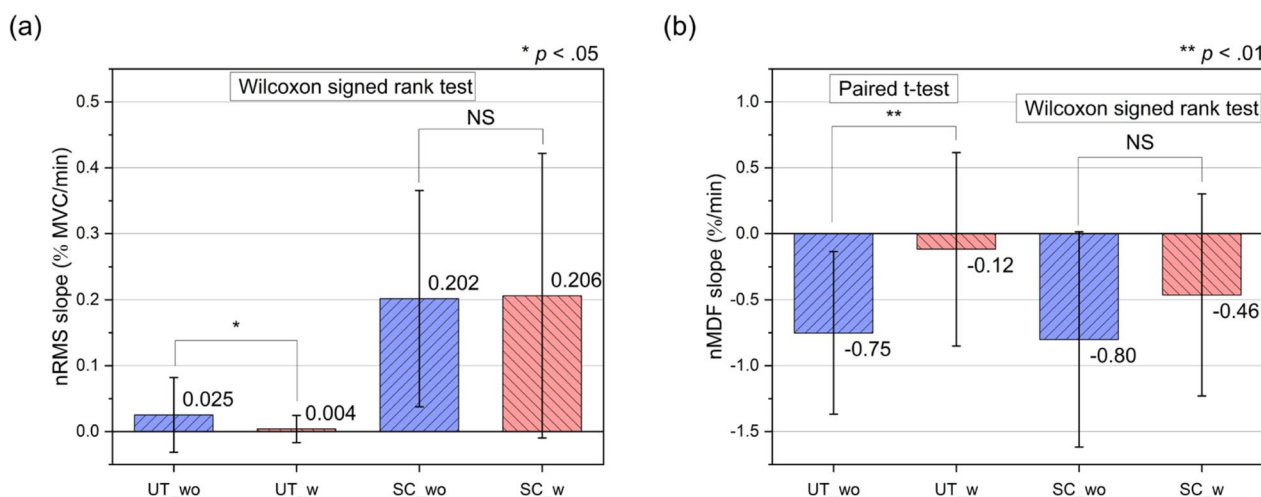 (a)
* p < .05
Wilcoxon signed rank test
NS
*
0.025
0.004
0.202
0.206
0.5
0.4
0.3
0.2
0.1
0.0
nRMS slope (% MVC/min)
UT_wo
UT_w
SC_wo
SC_w
(b)
** p < .01
Paired t-test
**
Wilcoxon signed rank test
NS
-0.75
-0.12
-0.80
-0.46
1.0
0.5
0.0
-0.5
-1.0
-1.5
nMDF slope (%/min)
UT_wo
UT_w
SC_wo
SC_w